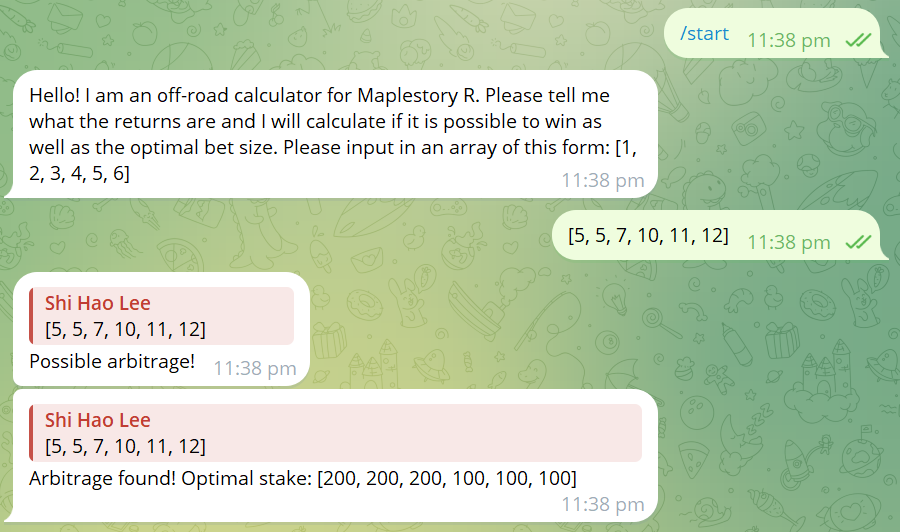 /start 11:38 pm
Hello! I am an off-road calculator for Maplestory R. Please tell me
what the returns are and I will calculate if it is possible to win as
well as the optimal bet size. Please input in an array of this form: [1,
2, 3, 4, 5, 6]
11:38 pm
[5, 5, 7, 10, 11, 12] 11:38 pm
Shi Hao Lee
[5, 5, 7, 10, 11, 12]
Possible arbitrage! 11:38 pm
Shi Hao Lee
[5, 5, 7, 10, 11, 12]
Arbitrage found! Optimal stake: [200, 200, 200, 100, 100, 100]
11:38 pm